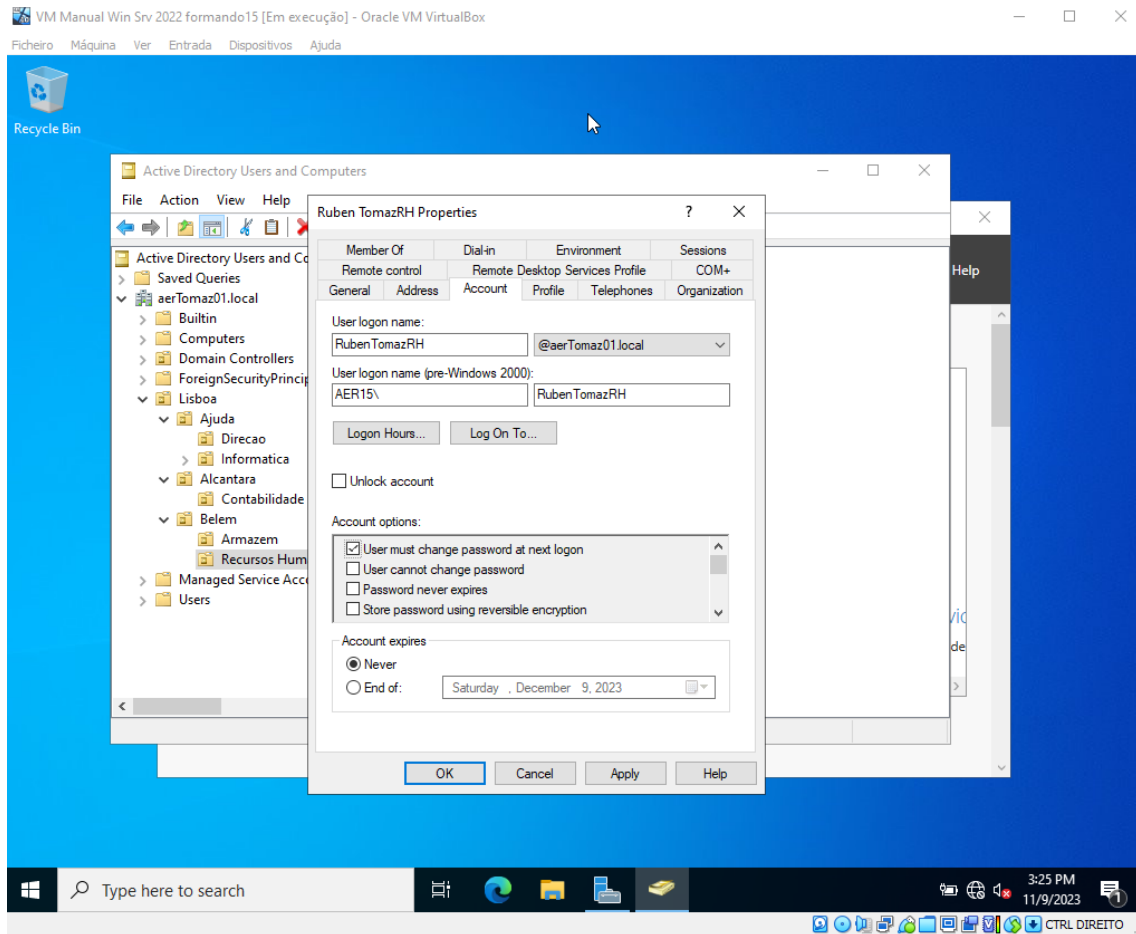 VM Manual Win Srv 2022 formando15 [Em execução] - Oracle VM VirtualBox
Ficheiro Máquina Ver Entrada Dispositivos Ajuda
Recycle Bin
Active Directory Users and Computers
File Action View Help
Active Directory Users and Co
Saved Queries
aerTomaz01.local
Builtin
Computers
Domain Controllers
ForeignSecurityPrincip
Lisboa
Ajuda
Direcao
Informatica
Alcantara
Contabilidade
Belem
Armazem
Recursos Hum
Managed Service Acco
Users
Ruben TomazRH Properties
?
Member Of Dial-in Environment Sessions
Remote control Remote Desktop Services Profile COM+
General Address Account Profile Telephones Organization
User logon name:
RubenTomazRH @aerTomaz01.local
User logon name (pre-Windows 2000):
AER15\ RubenTomazRH
Logon Hours... Log On To...
Unlock account
Account options:
User must change password at next logon
User cannot change password
Password never expires
Store password using reversible encryption
Account expires
Never
End of: Saturday , December 9, 2023
OK Cancel Apply Help
Help
vic
de
Type here to search
3:25 PM
11/9/2023
1
CTRL DIREITO